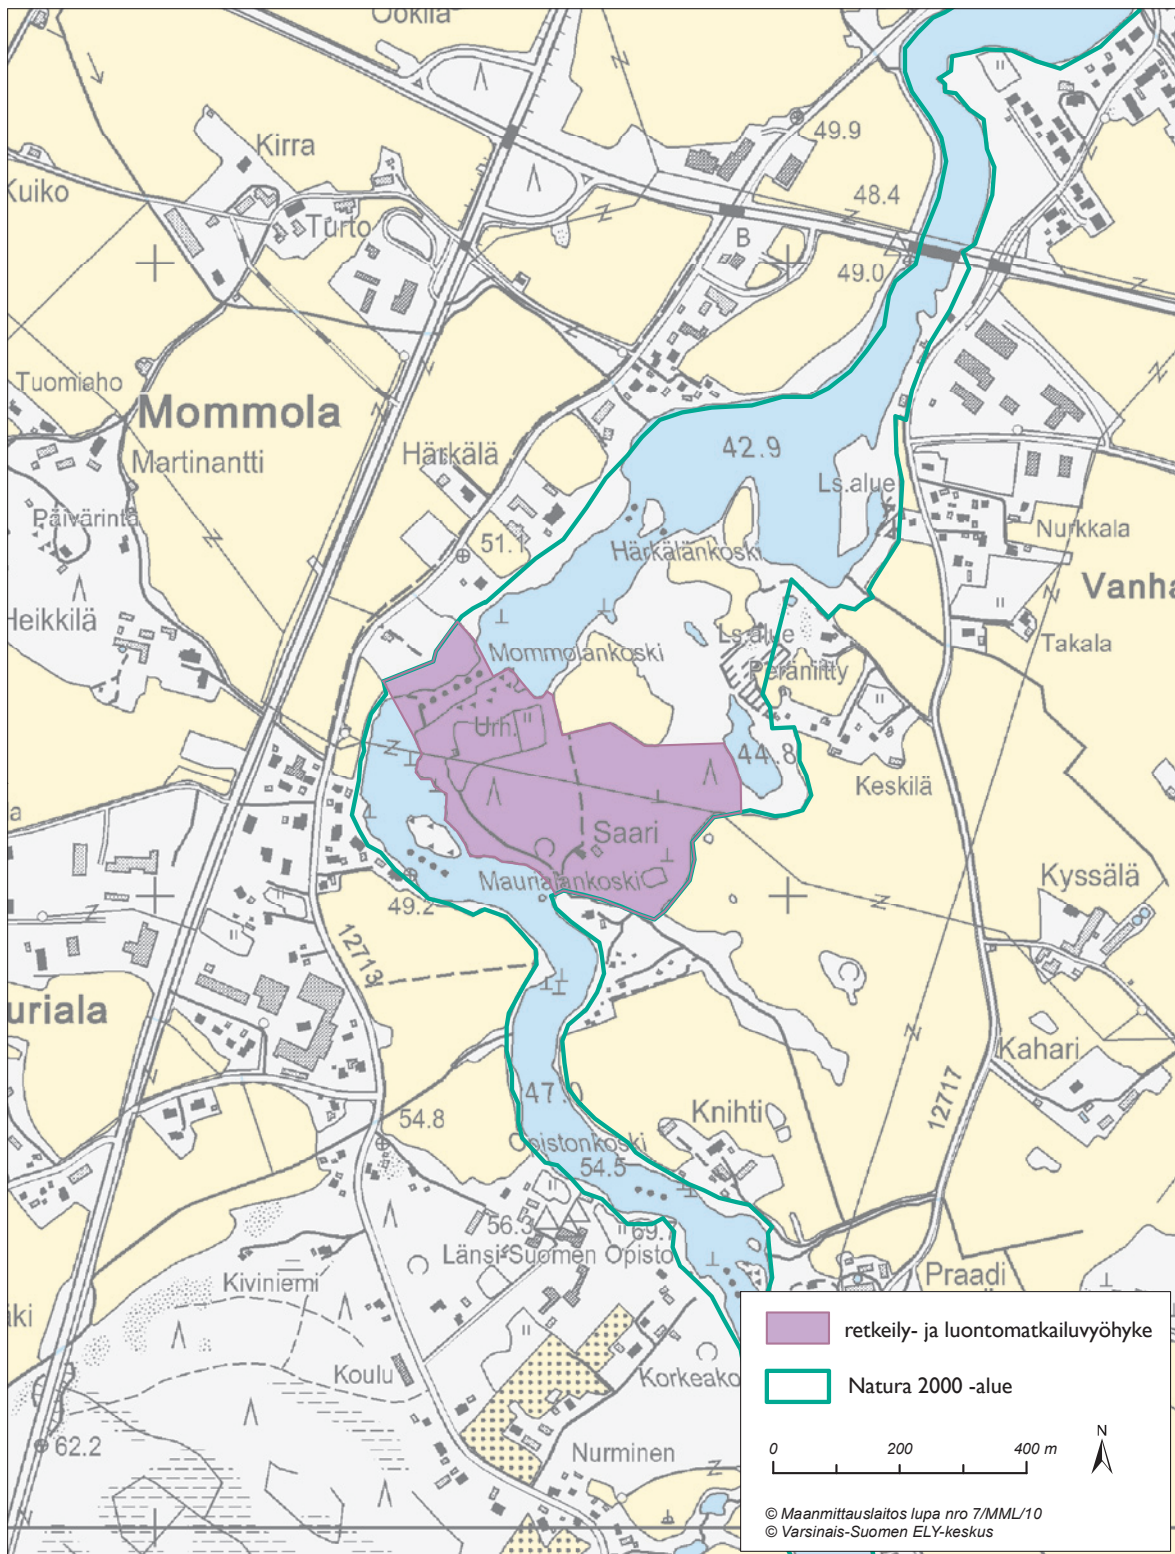 Ookila
49.9
Kirra
48.4
Kuiko
Turto
B
49.0
Tuomiaho
Mommola
42.9
Härkälä
Martinantti
Ls.alue
Päivärinta
51.1
Nurkkala
Härkälänkoski
Vanha
Heikkilä
Ls.alue
Takala
Mommolankoski
Peräniitty
Urh.
44.8
Keskilä
Saari
Kyssälä
Maurialankoski
49.2
12713
uriala
Kahari
47.0
12717
54.8
Knihti
Opistonkoski
54.5
56.3
69.7
Länsi-Suomen Opisto
Kiviniemi
Praadi
äki
retkeily- ja luontomatkailuvyöhyke
Koulu
Korkeako
Natura 2000 -alue
62.2
Nurminen
0 200 400 m
N
© Maanmittauslaitos lupa nro 7/MML/10
© Varsinais-Suomen ELY-keskus